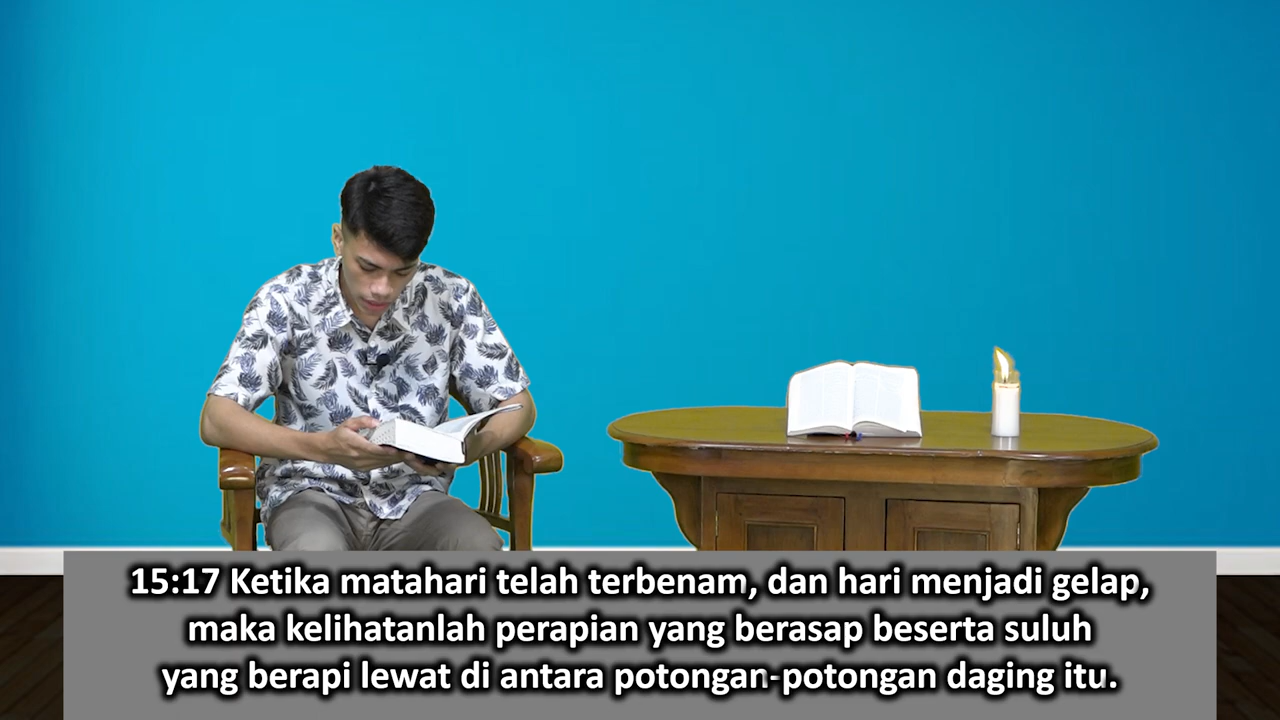 15:17 Ketika matahari telah terbenam, dan hari menjadi gelap,
maka kelihatanlah perapian yang berasap beserta suluh
yang berapi lewat di antara potongan-potongan daging itu.